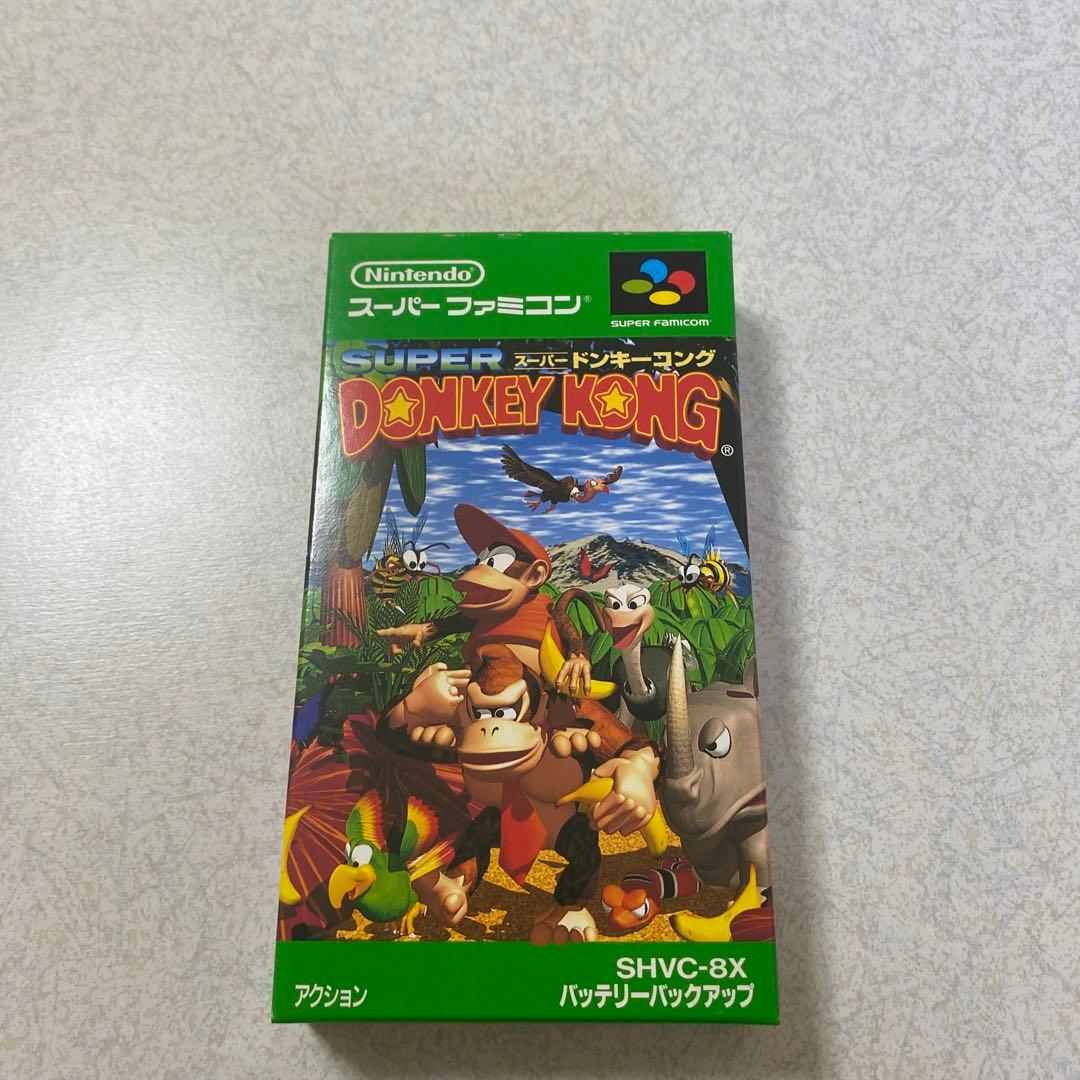 Nintendo®
スーパーファミコン®
SUPER FAMICOM
SUPER スーパードンキーコング
DONKEY KONG®
SHVC-8X
アクション バッテリーバックアップ